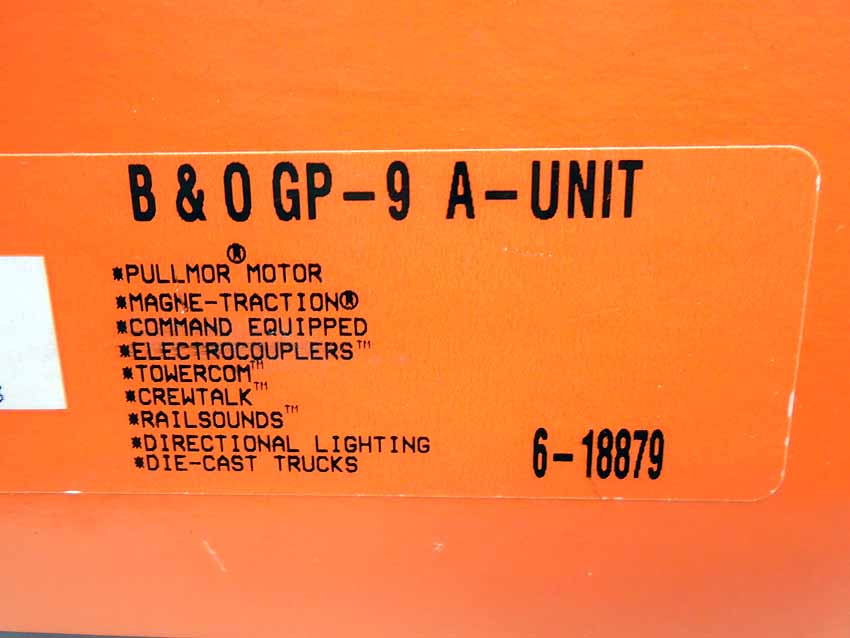 B & O GP-9 A-UNIT
*PULLMOR® MOTOR
*MAGNE-TRACTION®
*COMMAND EQUIPPED
*ELECTROCOUPLERS™
*TOWERCOM™
*CREWTALK™
*RAILSOUNDS™
*DIRECTIONAL LIGHTING
*DIE-CAST TRUCKS
6-18879